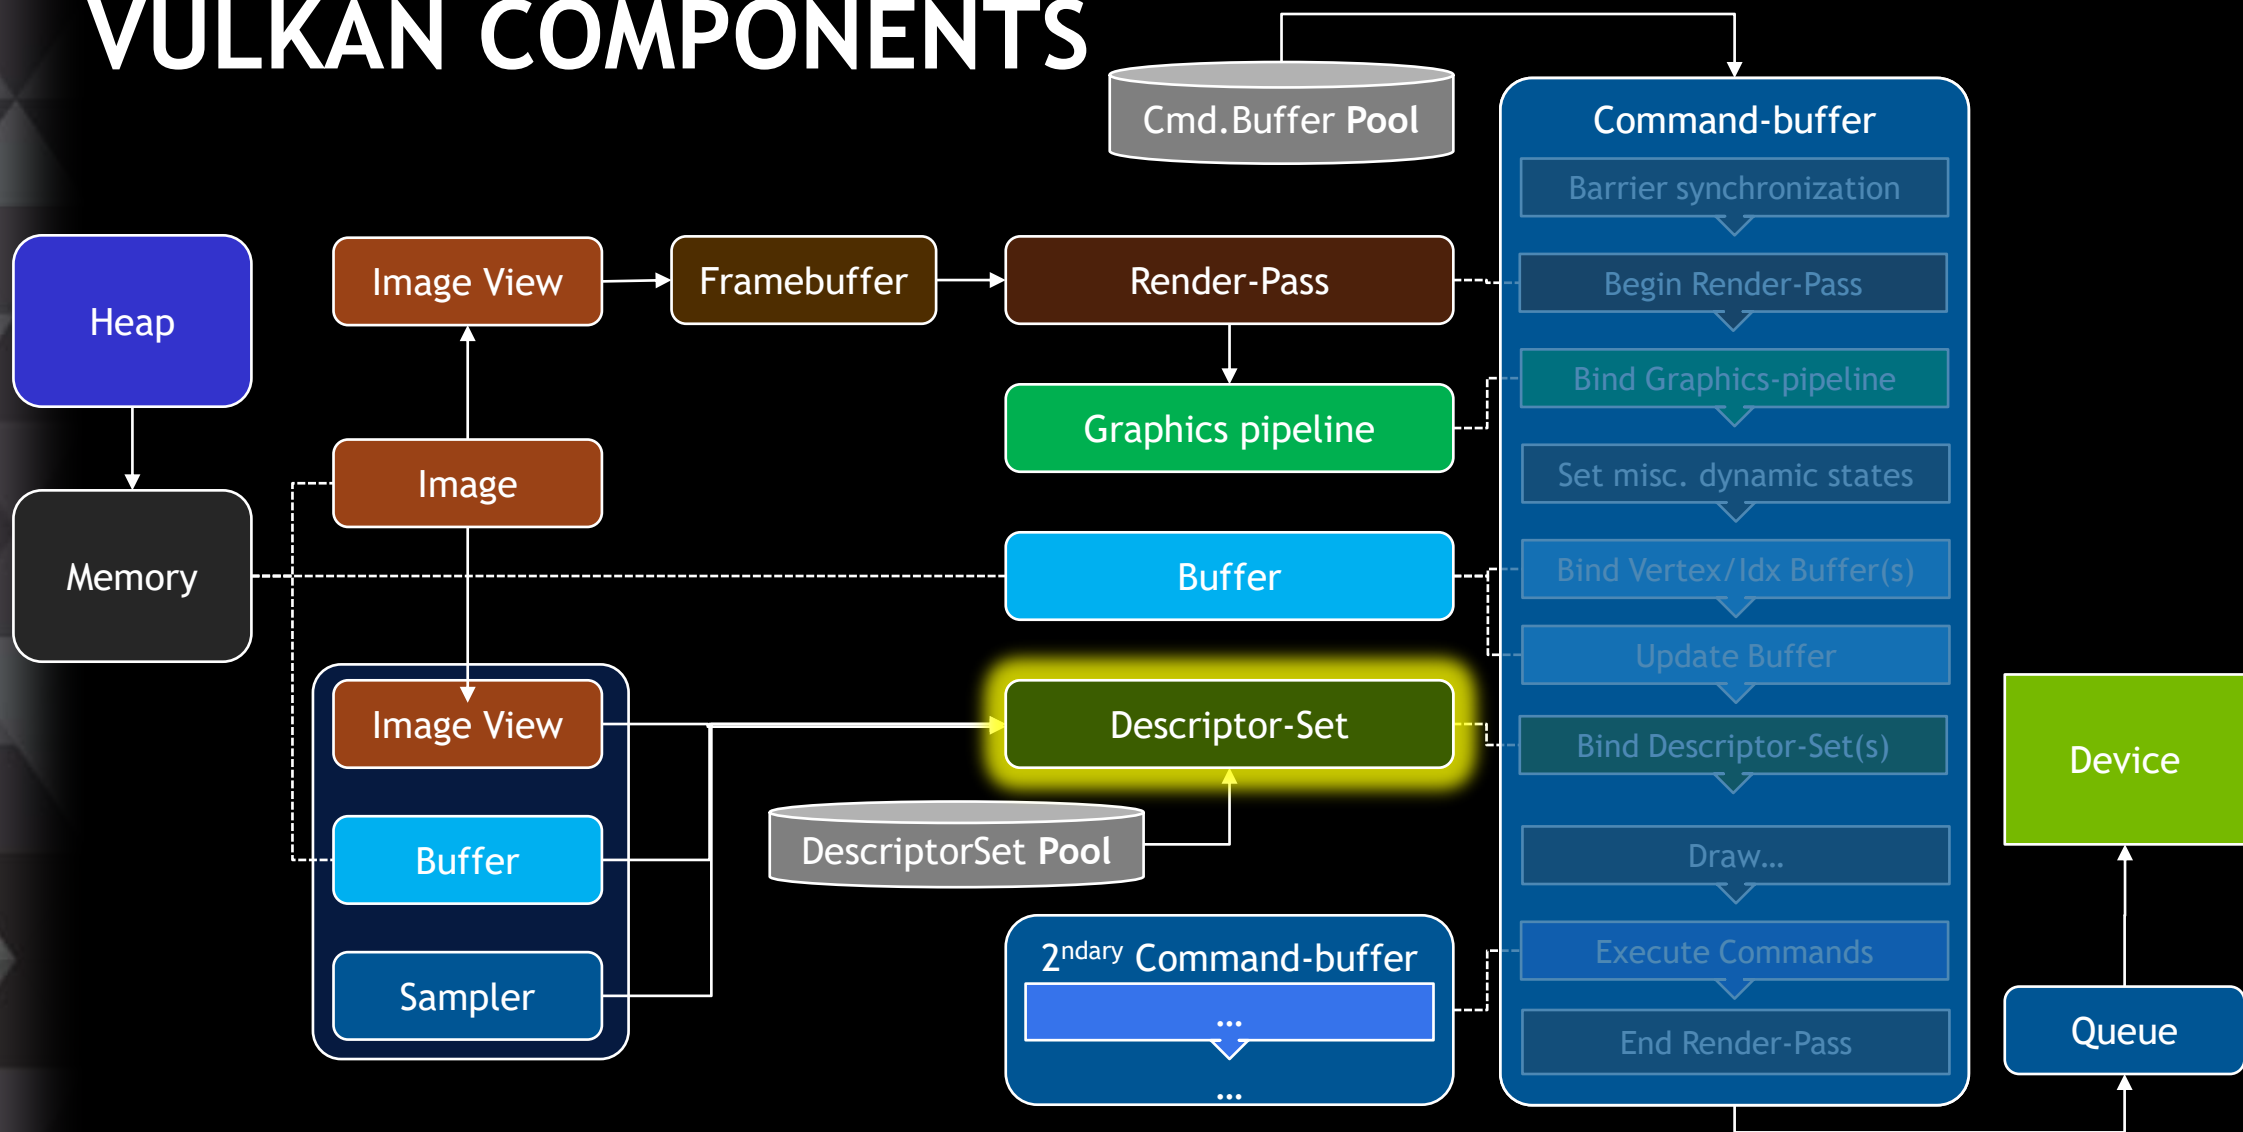 VULKAN COMPONENTS
Cmd.Buffer Pool
Command-buffer
Barrier synchronization
Begin Render-Pass
Bind Graphics-pipeline
Set misc. dynamic states
Bind Vertex/Idx Buffer(s)
Update Buffer
Bind Descriptor-Set(s)
Draw…
Execute Commands
End Render-Pass
Heap
Image View
Framebuffer
Render-Pass
Graphics pipeline
Image
Memory
Buffer
Image View
Descriptor-Set
Buffer
DescriptorSet Pool
Sampler
2ndary Command-buffer
…
…
Device
Queue